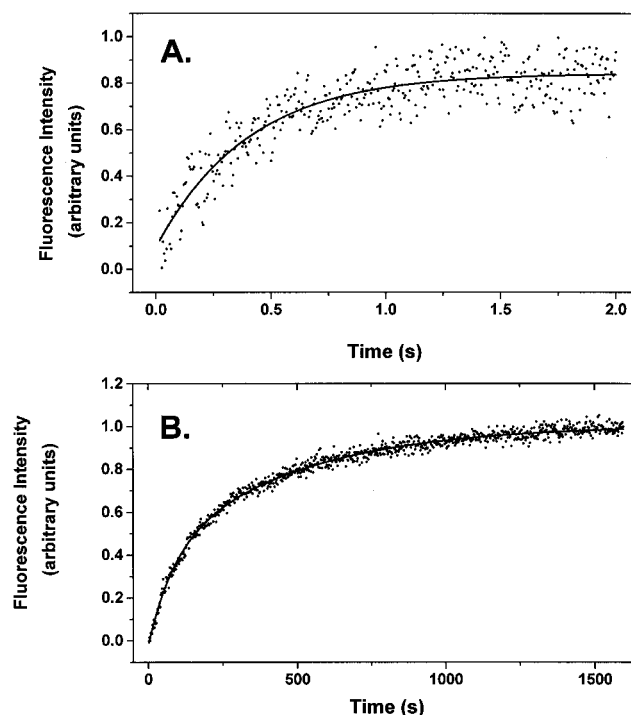 A.
Fluorescence Intensity
(arbitrary units)
1.0
0.8
0.6
0.4
0.2
0.0
0.0 0.5 1.0 1.5 2.0
Time (s)
B.
Fluorescence Intensity
(arbitrary units)
1.2
1.0
0.8
0.6
0.4
0.2
0.0
0 500 1000 1500
Time (s)